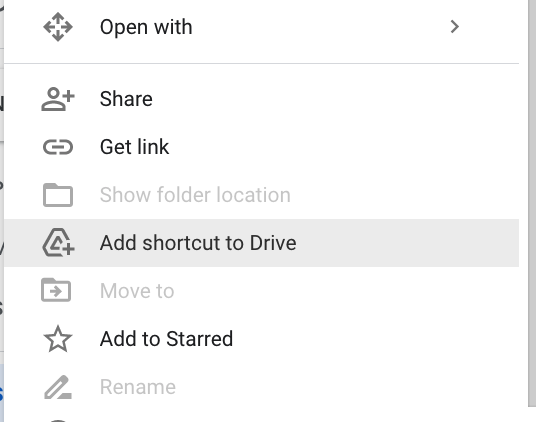 Open with
Share
Get link
Show folder location
Add shortcut to Drive
Move to
Add to Starred
Rename